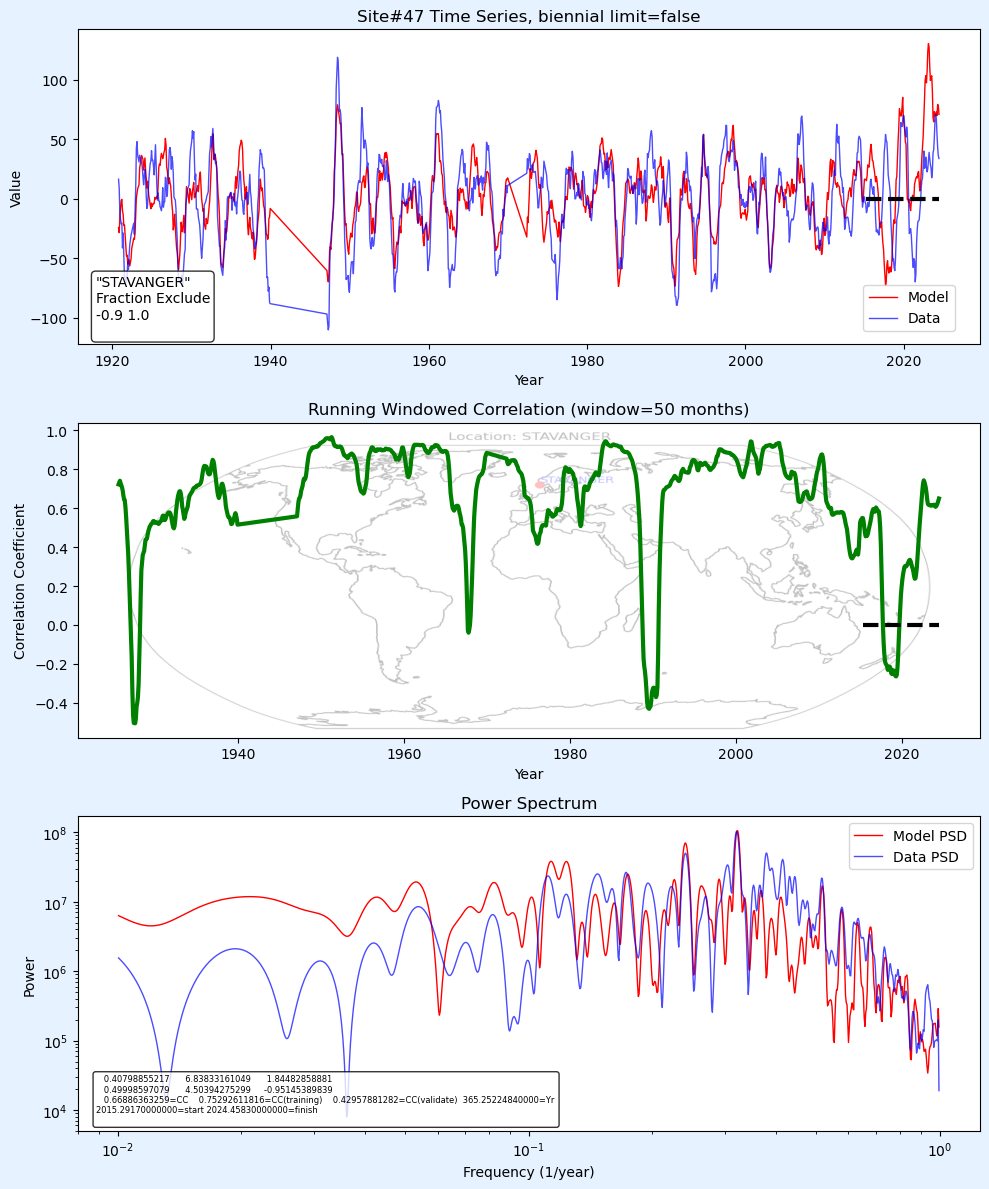 Site#47 Time Series, biennial limit=false
Value
100
50
0
−50
−100
"STAVANGER"
Fraction Exclude
-0.9 1.0
Model
Data
1920 1940 1960 1980 2000 2020
Year
Running Windowed Correlation (window=50 months)
Location: STAVANGER
STAVANGER
Correlation Coefficient
1.0
0.8
0.6
0.4
0.2
0.0
−0.2
−0.4
1940 1960 1980 2000 2020
Year
Power Spectrum
Model PSD
Data PSD
Power
10^8
10^7
10^6
10^5
10^4
0.40798855217 6.83833161049 1.84482858881
0.49998597079 4.50394275299 -0.95145389839
0.66886363259=CC 0.75292611816=CC(training) 0.42957881282=CC(validate) 365.25224840000=Yr
2015.29170000000=start 2024.45830000000=finish
10^−2 10^−1 10^0
Frequency (1/year)